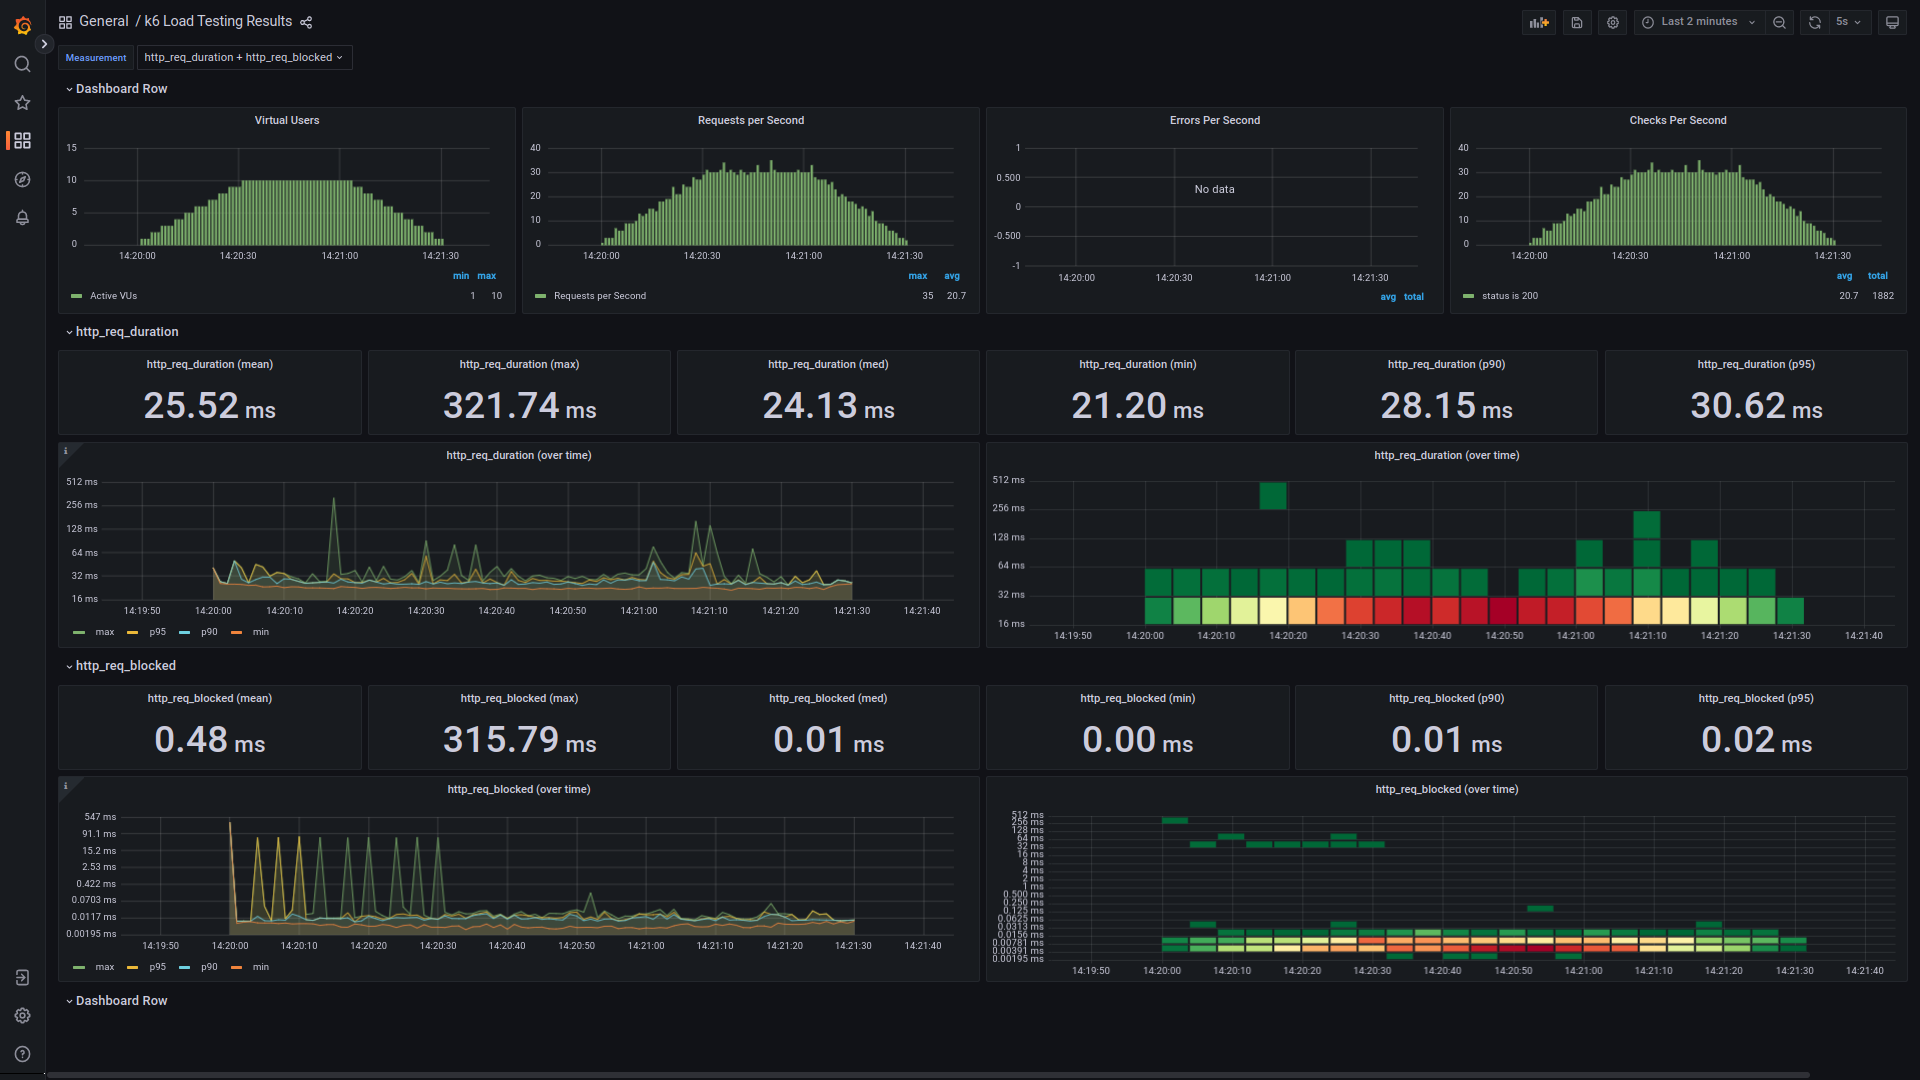 General / k6 Load Testing Results
Last 2 minutes
5s
Measurement
http_req_duration + http_req_blocked
Dashboard Row
Virtual Users
15
10
5
0
14:20:00 14:20:30 14:21:00 14:21:30
min max
Active VUs 1 10
Requests per Second
40
30
20
10
0
14:20:00 14:20:30 14:21:00 14:21:30
max avg
Requests per Second 35 20.7
Errors Per Second
1
0.500
0
-0.500
-1
No data
14:20:00 14:20:30 14:21:00 14:21:30
avg total
Checks Per Second
40
30
20
10
0
14:20:00 14:20:30 14:21:00 14:21:30
avg total
status is 200 20.7 1882
http_req_duration
http_req_duration (mean)
25.52 ms
http_req_duration (max)
321.74 ms
http_req_duration (med)
24.13 ms
http_req_duration (min)
21.20 ms
http_req_duration (p90)
28.15 ms
http_req_duration (p95)
30.62 ms
i
http_req_duration (over time)
512 ms
256 ms
128 ms
64 ms
32 ms
16 ms
14:19:50 14:20:00 14:20:10 14:20:20 14:20:30 14:20:40 14:20:50 14:21:00 14:21:10 14:21:20 14:21:30 14:21:40
max p95 p90 min
http_req_duration (over time)
512 ms
256 ms
128 ms
64 ms
32 ms
16 ms
14:19:50 14:20:00 14:20:10 14:20:20 14:20:30 14:20:40 14:20:50 14:21:00 14:21:10 14:21:20 14:21:30 14:21:40
http_req_blocked
http_req_blocked (mean)
0.48 ms
http_req_blocked (max)
315.79 ms
http_req_blocked (med)
0.01 ms
http_req_blocked (min)
0.00 ms
http_req_blocked (p90)
0.01 ms
http_req_blocked (p95)
0.02 ms
i
http_req_blocked (over time)
547 ms
91.1 ms
15.2 ms
2.53 ms
0.422 ms
0.0703 ms
0.0117 ms
0.00195 ms
14:19:50 14:20:00 14:20:10 14:20:20 14:20:30 14:20:40 14:20:50 14:21:00 14:21:10 14:21:20 14:21:30 14:21:40
max p95 p90 min
http_req_blocked (over time)
512 ms
256 ms
128 ms
64 ms
32 ms
16 ms
8 ms
4 ms
2 ms
1 ms
0.500 ms
0.250 ms
0.125 ms
0.0625 ms
0.0313 ms
0.0156 ms
0.00781 ms
0.00391 ms
0.00195 ms
14:19:50 14:20:00 14:20:10 14:20:20 14:20:30 14:20:40 14:20:50 14:21:00 14:21:10 14:21:20 14:21:30 14:21:40
Dashboard Row